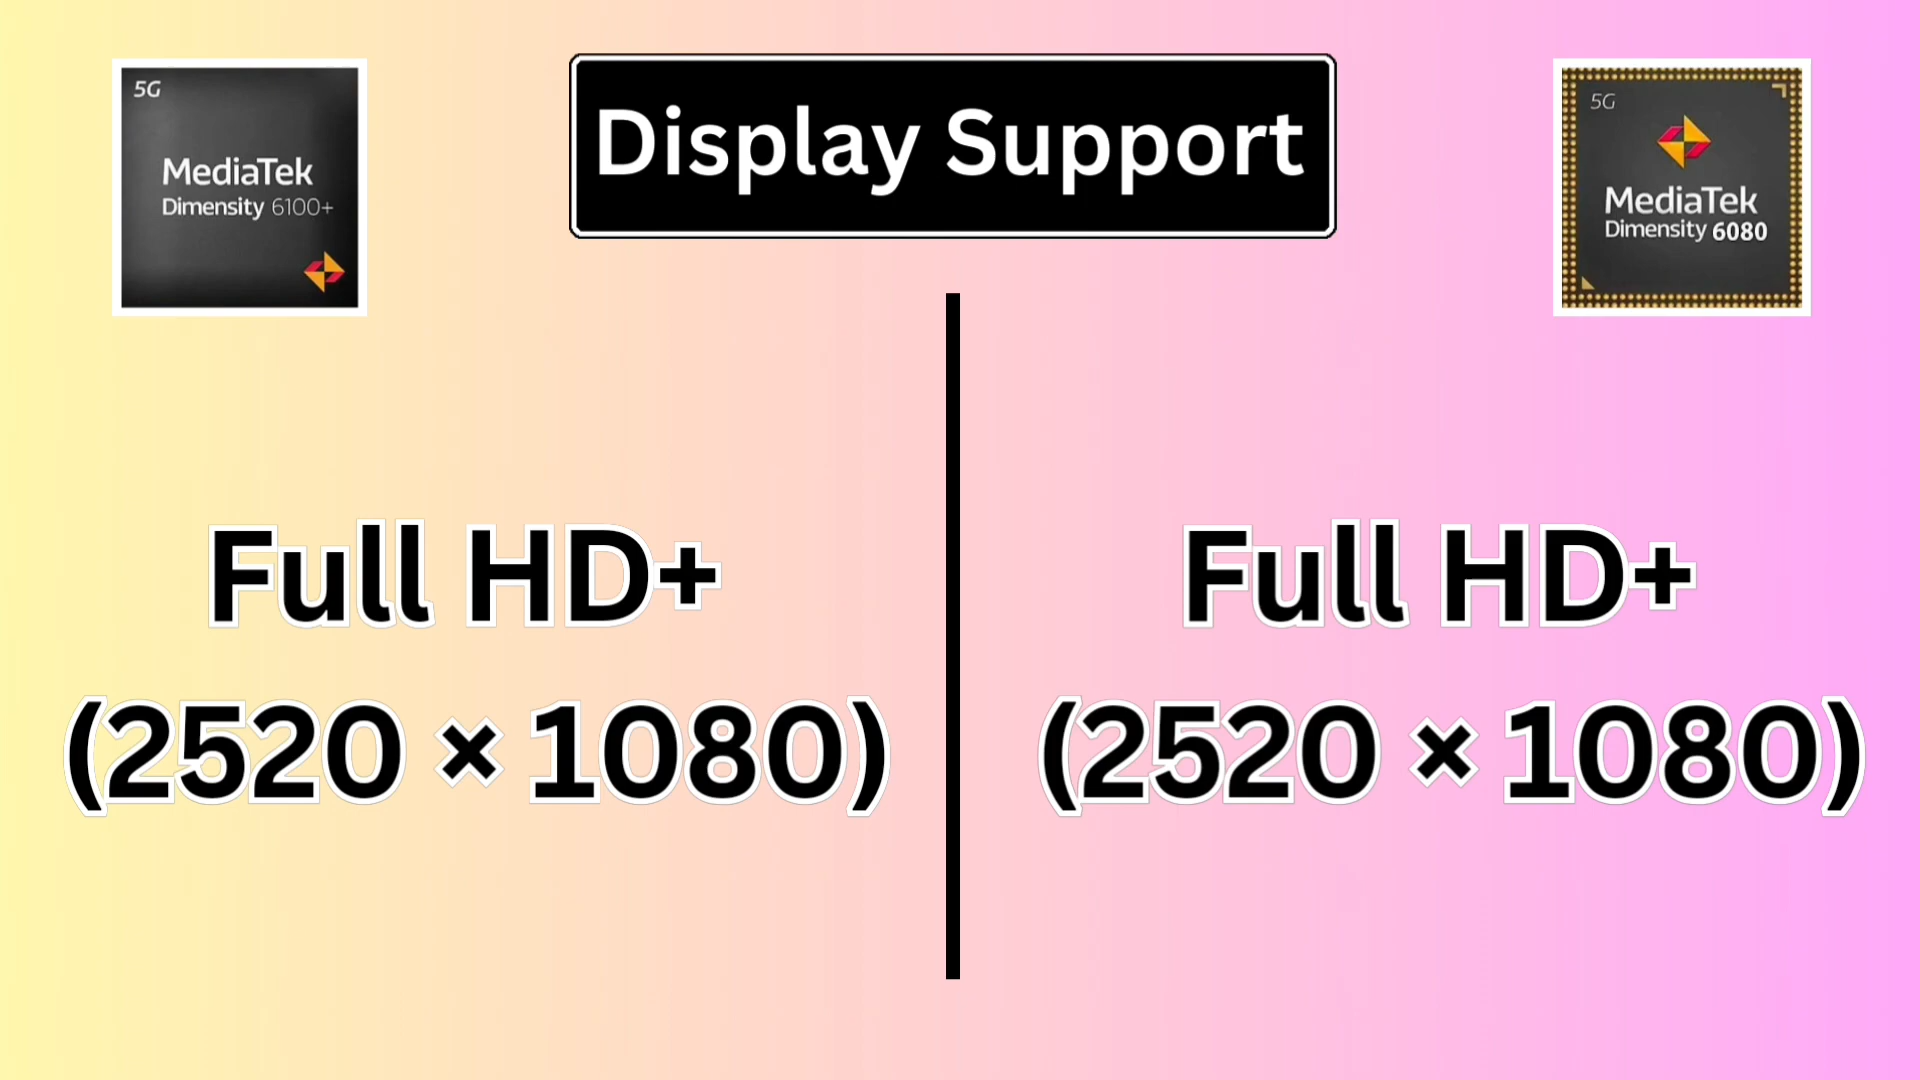 5G
MediaTek
Dimensity 6100+
Display Support
5G
MediaTek
Dimensity 6080
Full HD+
(2520 × 1080)
Full HD+
(2520 × 1080)